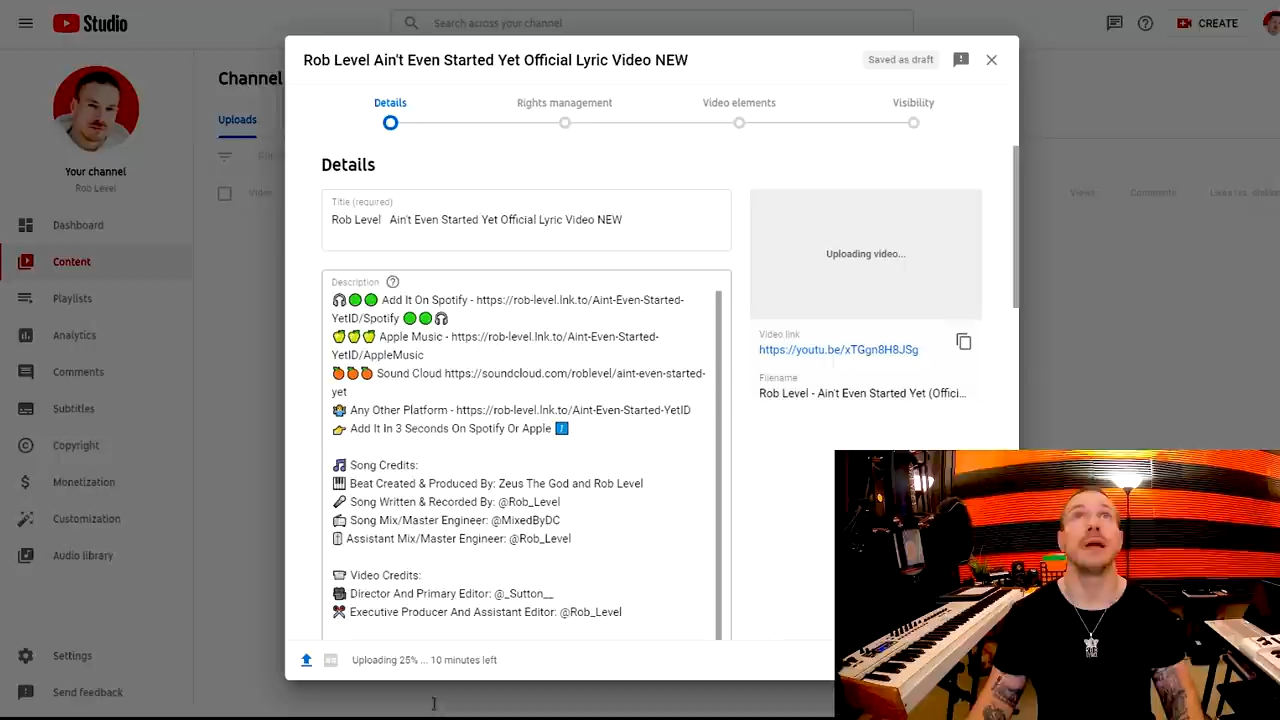 Studio
Search across your channel
CREATE
Rob Level Ain't Even Started Yet Official Lyric Video NEW
Saved as draft
Details
Rights management
Video elements
Visibility
Channel
Uploads
Video
Views
Comments
Your channel
Rob Level
Dashboard
Content
Playlists
Analytics
Comments
Subtitles
Copyright
Monetization
Customization
Audio library
Settings
Send feedback
Details
Title (required)
Rob Level Ain't Even Started Yet Official Lyric Video NEW
Description
Add It On Spotify - https://rob-level.lnk.to/Aint-Even-Started-
YetID/Spotify
Apple Music - https://rob-level.lnk.to/Aint-Even-Started-
YetID/AppleMusic
Sound Cloud https://soundcloud.com/roblevel/aint-even-started-
yet
Any Other Platform - https://rob-level.lnk.to/Aint-Even-Started-YetID
Add It In 3 Seconds On Spotify Or Apple
Song Credits:
Beat Created & Produced By: Zeus The God and Rob Level
Song Written & Recorded By: @Rob_Level
Song Mix/Master Engineer: @MixedByDC
Assistant Mix/Master Engineer: @Rob_Level
Video Credits:
Director And Primary Editor: @_Sutton__
Executive Producer And Assistant Editor: @Rob_Level
Uploading video...
Video link
https://youtu.be/xTGgn8H8JSg
Filename
Rob Level - Ain't Even Started Yet (Offici...
Uploading 25% ... 10 minutes left